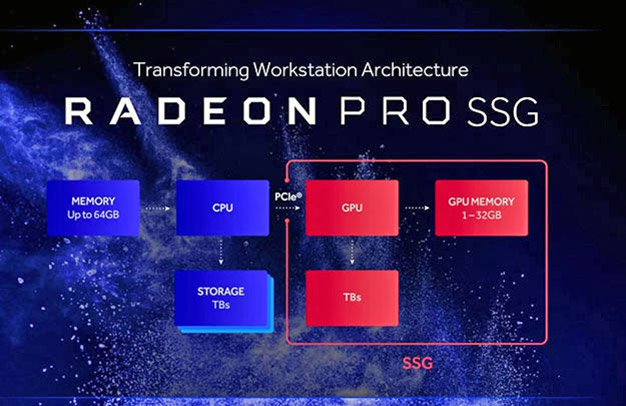 Transforming Workstation Architecture
RADEON PRO SSG
MEMORY
Up to 64GB
CPU
PCIe®
GPU
GPU MEMORY
1–32GB
STORAGE
TBs
TBs
SSG